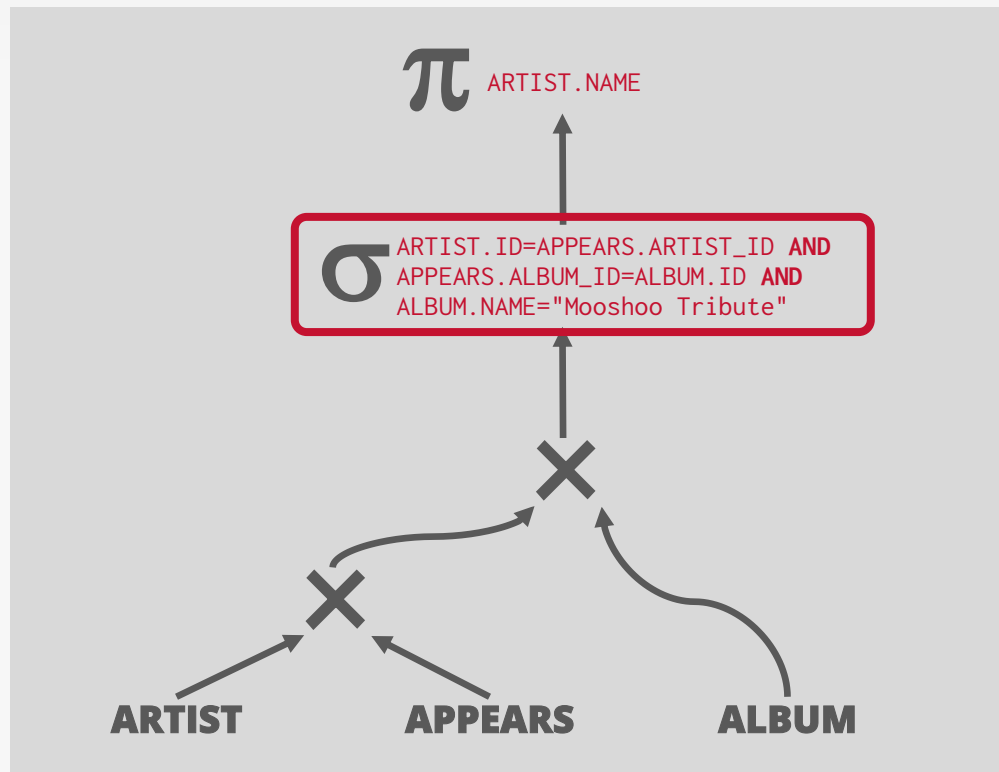 π ARTIST.NAME
σ ARTIST.ID=APPEARS.ARTIST_ID AND
APPEARS.ALBUM_ID=ALBUM.ID AND
ALBUM.NAME="Mooshoo Tribute"
×
×
ARTIST APPEARS ALBUM